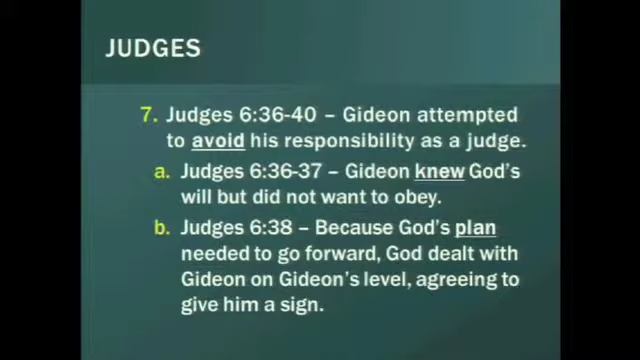 JUDGES
7. Judges 6:36-40 – Gideon attempted
to avoid his responsibility as a judge.
a. Judges 6:36-37 – Gideon knew God's
will but did not want to obey.
b. Judges 6:38 – Because God's plan
needed to go forward, God dealt with
Gideon on Gideon's level, agreeing to
give him a sign.